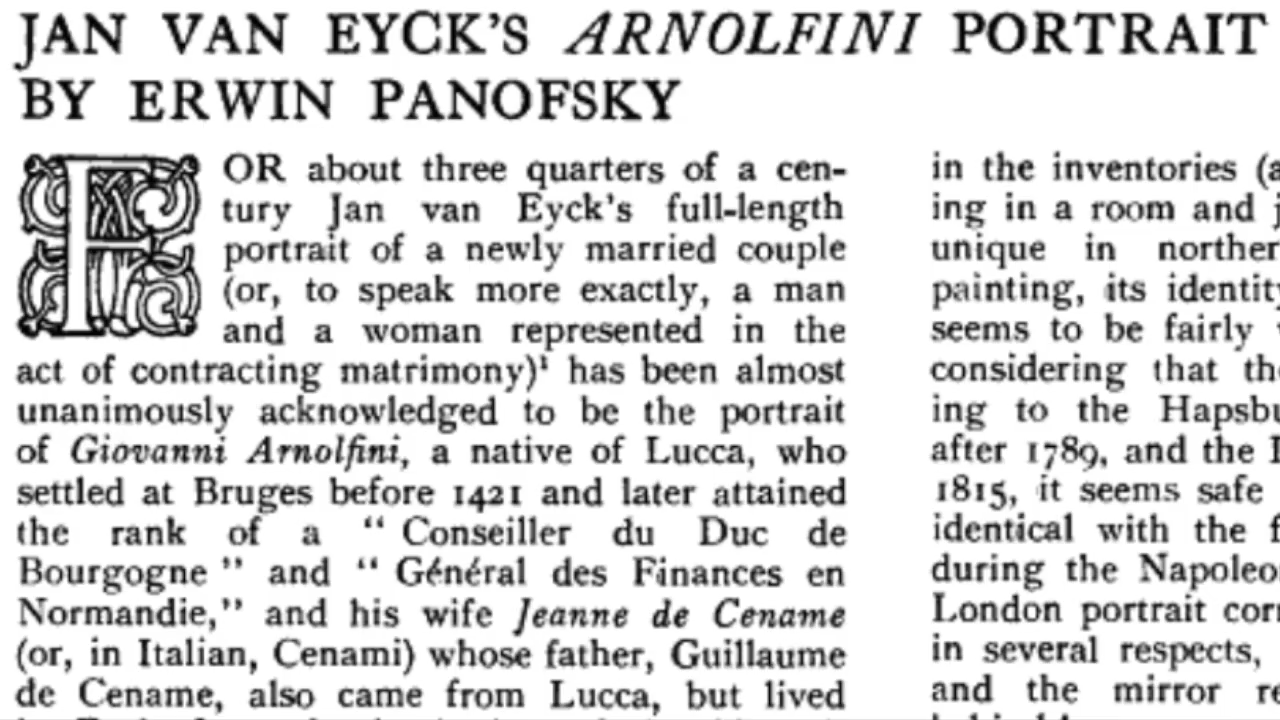 JAN VAN EYCK'S ARNOLFINI PORTRAIT
BY ERWIN PANOFSKY
FOR about three quarters of a cen-
tury Jan van Eyck's full-length
portrait of a newly married couple
(or, to speak more exactly, a man
and a woman represented in the
act of contracting matrimony)¹ has been almost
unanimously acknowledged to be the portrait
of Giovanni Arnolfini, a native of Lucca, who
settled at Bruges before 1421 and later attained
the rank of a “ Conseiller du Duc de
Bourgogne ” and “ Général des Finances en
Normandie,” and his wife Jeanne de Cename
(or, in Italian, Cenami) whose father, Guillaume
de Cename, also came from Lucca, but lived
in the inventories
ing in a room and
unique in
painting, its
seems to be fairly
considering that
ing to the
after 1789, and the
1815, it seems safe
identical with the
during the
London portrait
in several respects,
and the mirror